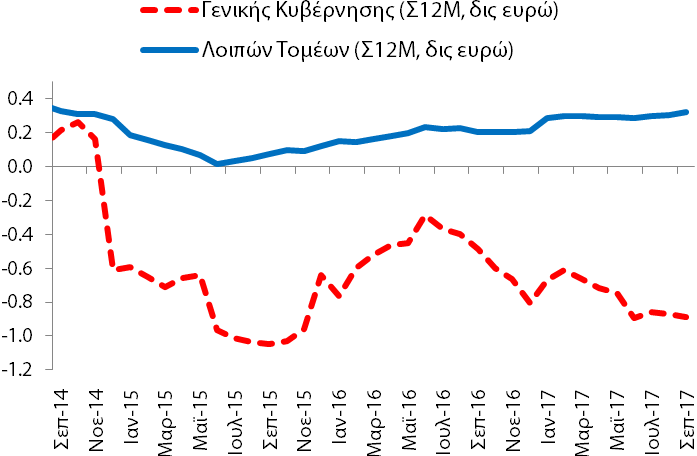 Γενικής Κυβέρνησης (Σ12Μ, δις ευρώ)
Λοιπών Τομέων (Σ12Μ, δις ευρώ)
0.4
0.2
0.0
-0.2
-0.4
-0.6
-0.8
-1.0
-1.2
Σεπ-14
Νοε-14
Ιαν-15
Μαρ-15
Μαϊ-15
Ιουλ-15
Σεπ-15
Νοε-15
Ιαν-16
Μαρ-16
Μαϊ-16
Ιουλ-16
Σεπ-16
Νοε-16
Ιαν-17
Μαρ-17
Μαϊ-17
Ιουλ-17
Σεπ-17